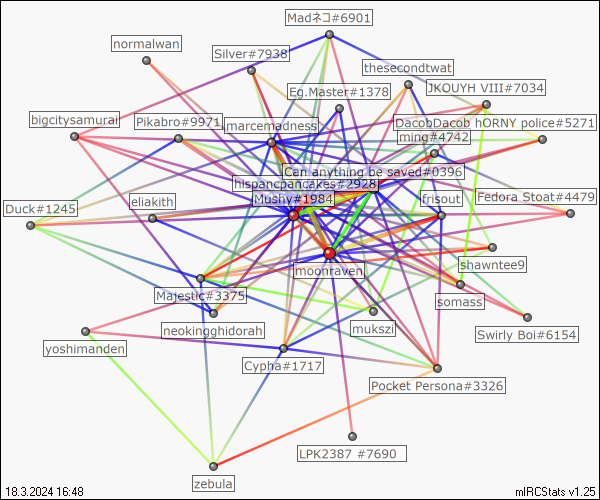 Madネコ#6901
normalwan
Silver#7938
thesecondtwat
Eg.Master#1378
JKOUYH VIII#7034
bigcitysamurai
Pikabro#9971
marcemadness
DacobDacob hORNY police#5271
ming#4742
Can anything be saved#0396
hispancpancakes#2928
eliakith
Mushy#1984
ifrisout
Fedora Stoat#4479
Duck#1245
moonraven
shawntee9
Majestic#3375
somass
neokingghidorah
mukszi
Swirly Boi#6154
yoshimanden
Cypha#1717
Pocket Persona#3326
LPK2387 #7690
zebula
18.3.2024 16:48
mIRCStats v1.25